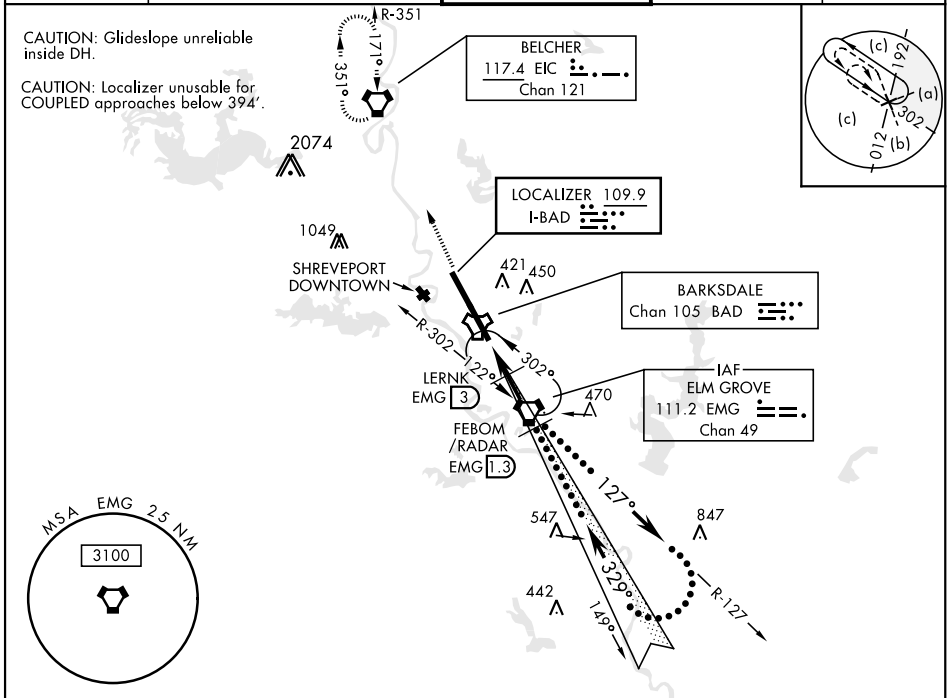 CAUTION: Glideslope unreliable
inside DH.
CAUTION: Localizer unusable for
COUPLED approaches below 394'.
R-351
351°
171°
BELCHER
117.4 EIC
Chan 121
(c)
192
(a)
302
(c)
012
(b)
2074
LOCALIZER 109.9
I-BAD
1049
421
450
SHREVEPORT
DOWNTOWN
BARKSDALE
Chan 105 BAD
R-302
122°
302°
LERNK
EMG 3
IAF
ELM GROVE
111.2 EMG
Chan 49
470
FEBOM
/RADAR
EMG 1.3
127°
MSA EMG 25 NM
3100
547
847
329°
442
149°
R-127